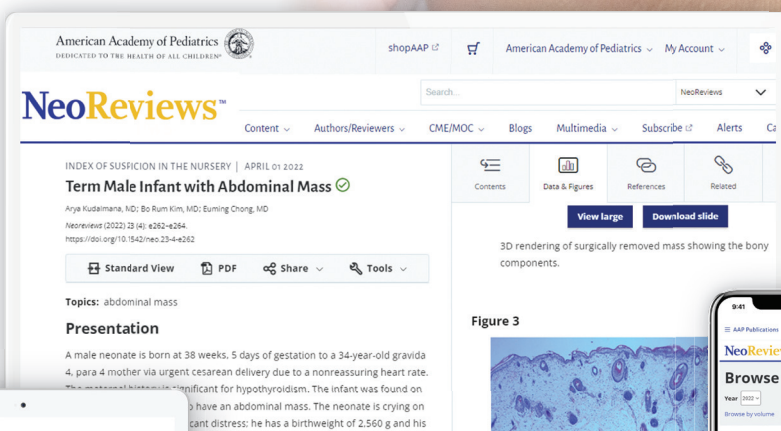 American Academy of Pediatrics
DEDICATED TO THE HEALTH OF ALL CHILDREN®
shopAAP
American Academy of Pediatrics
My Account
NeoReviews™
Search...
NeoReviews
Content
Authors/Reviewers
CME/MOC
Blogs
Multimedia
Subscribe
Alerts
Ca
INDEX OF SUSPICION IN THE NURSERY | APRIL 01 2022
Term Male Infant with Abdominal Mass
Arya Kudalmana, MD; Bo Rum Kim, MD; Euming Chong, MD
Neoreviews (2022) 23 (4): e262–e264.
https://doi.org/10.1542/neo.23-4-e262
Standard View
PDF
Share
Tools
Topics: abdominal mass
Presentation
A male neonate is born at 38 weeks, 5 days of gestation to a 34-year-old gravida
4, para 4 mother via urgent cesarean delivery due to a nonreassuring heart rate.
The maternal history is significant for hypothyroidism. The infant was found on
o have an abdominal mass. The neonate is crying on
cant distress; he has a birthweight of 2,560 g and his
Contents
Data & Figures
References
Related
View large
Download slide
3D rendering of surgically removed mass showing the bony
components.
Figure 3
9:41
AAP Publications
NeoRevie
Browse
Year 2022
Browse by volume